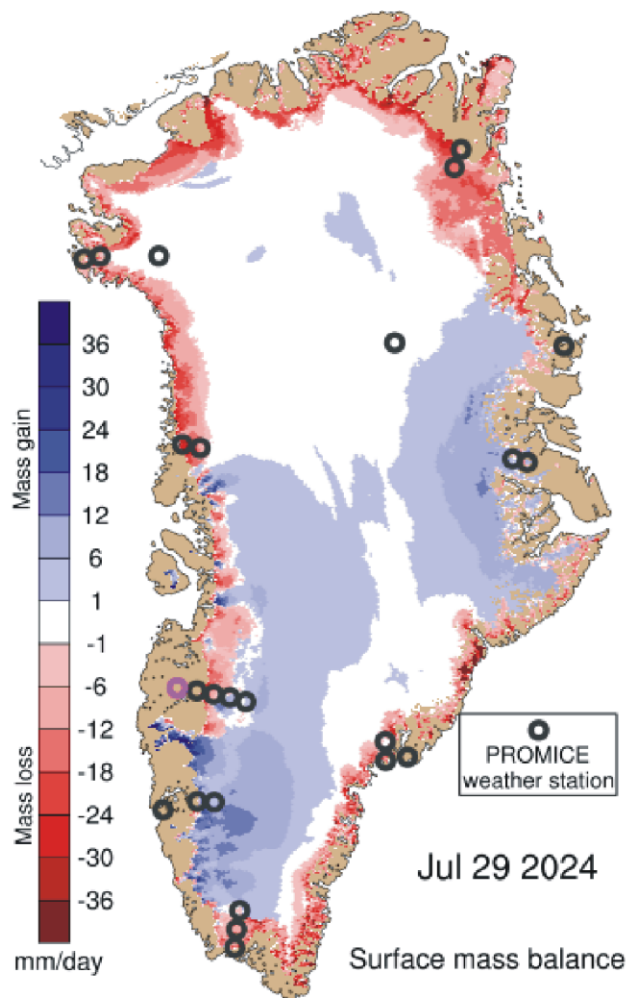 Mass gain
Mass loss
36
30
24
18
12
6
1
-1
-6
-12
-18
-24
-30
-36
mm/day
PROMICE
weather station
Jul 29 2024
Surface mass balance